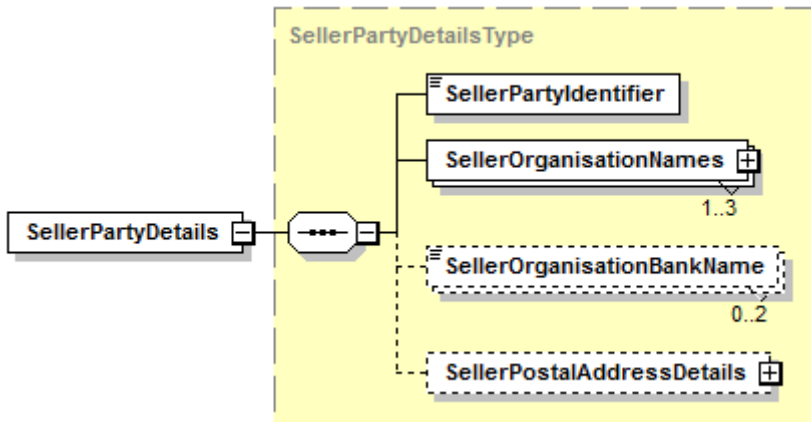 SellerPartyDetailsType
SellerPartyIdentifier
SellerOrganisationNames
1..3
SellerPartyDetails
SellerOrganisationBankName
0..2
SellerPostalAddressDetails